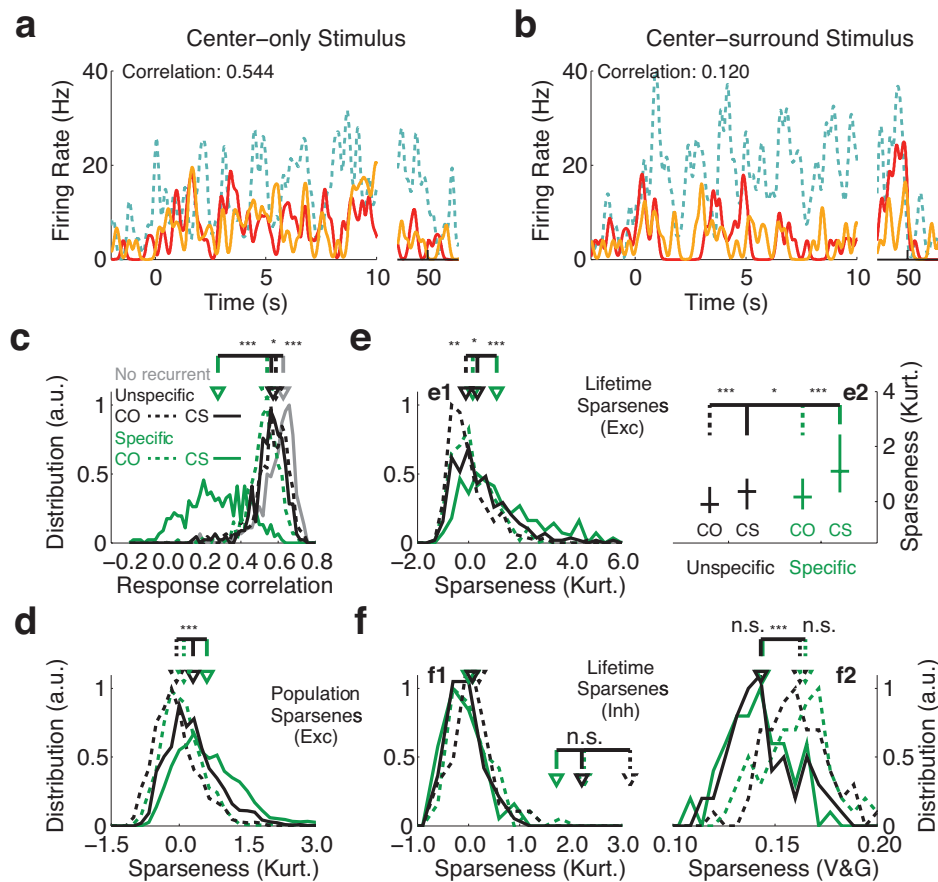 a
Center-only Stimulus
Correlation: 0.544
40
20
0
Firing Rate (Hz)
0 5 10 50
Time (s)
b
Center-surround Stimulus
Correlation: 0.120
40
20
0
Firing Rate (Hz)
0 5 10 50
Time (s)
c
*** * ***
No recurrent
Unspecific
CO CS
Specific
CO CS
1
0.5
0
Distribution (a.u.)
-0.2 0.0 0.2 0.4 0.6 0.8
Response correlation
e
** * ***
e1
1
0.5
0
-2.0 0.0 2.0 4.0 6.0
Sparseness (Kurt.)
Lifetime
Sparsenes
(Exc)
*** * ***
e2
4
2
0
Sparseness (Kurt.)
CO CS CO CS
Unspecific Specific
d
***
Population
Sparsenes
(Exc)
1
0.5
0
Distribution (a.u.)
-1.5 0.0 1.5 3.0
Sparseness (Kurt.)
f
f1
Lifetime
Sparsenes
(Inh)
n.s.
1
0.5
0
-1.0 0.0 1.0 2.0 3.0
Sparseness (Kurt.)
n.s. *** n.s.
f2
1
0.5
0
Distribution (a.u.)
0.10 0.15 0.20
Sparseness (V&G)